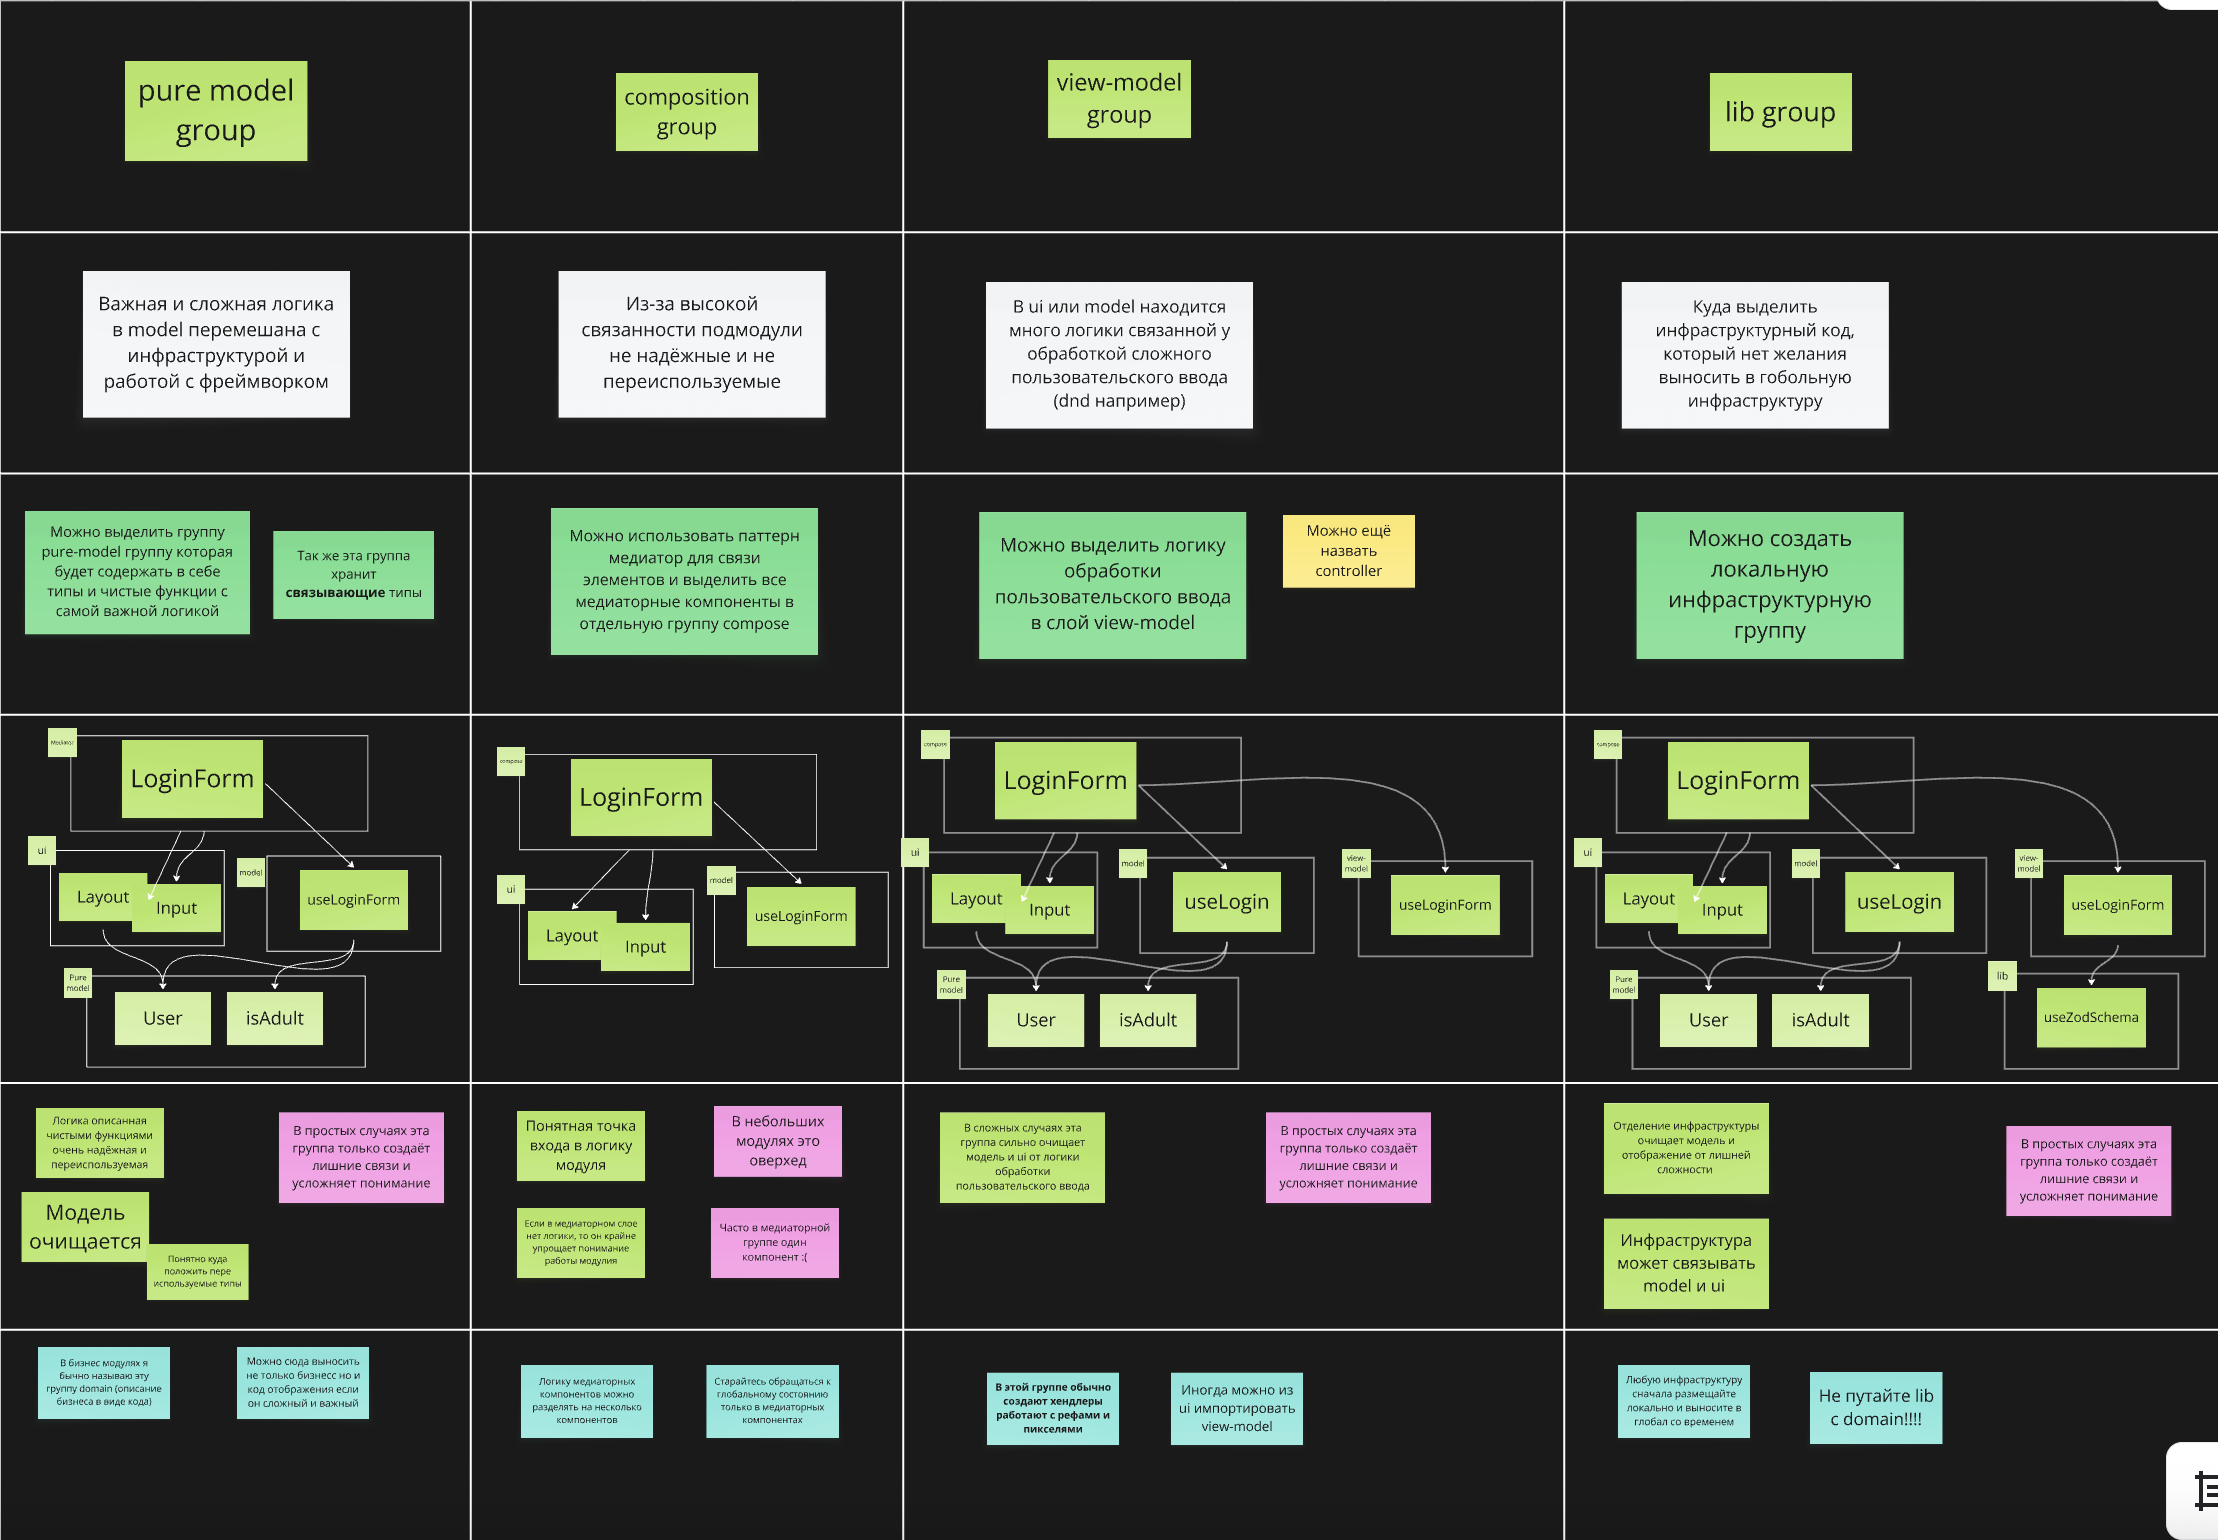 pure model
group
composition
group
view-model
group
lib group
Важная и сложная логика
в model перемешана с
инфраструктурой и
работой с фреймворком
Из-за высокой
связанности подмодули
не надёжные и не
переиспользуемые
В ui или model находится
много логики связанной у
обработкой сложного
пользовательского ввода
(dnd например)
Куда выделить
инфраструктурный код,
который нет желания
выносить в гобольную
инфраструктуру
Можно выделить группу
pure-model группу которая
будет содержать в себе
типы и чистые функции с
самой важной логикой
Так же эта группа
хранит
связывающие типы
Можно использовать паттерн
медиатор для связи
элементов и выделить все
медиаторные компоненты в
отдельную группу compose
Можно выделить логику
обработки
пользовательского ввода
в слой view-model
Можно ещё
назвать
controller
Можно создать
локальную
инфраструктурную
группу
Mediator
LoginForm
ui
Layout
Input
model
useLoginForm
Pure
model
User
isAdult
compose
LoginForm
ui
Layout
Input
model
useLoginForm
compose
LoginForm
ui
Layout
Input
model
useLogin
view-
model
useLoginForm
Pure
model
User
isAdult
compose
LoginForm
ui
Layout
Input
model
useLogin
view-
model
useLoginForm
Pure
model
User
isAdult
lib
useZodSchema
Логика описанная
чистыми функциями
очень надёжная и
переиспользуемая
В простых случаях эта
группа только создаёт
лишние связи и
усложняет понимание
Модель
очищается
Понятно куда
положить пере
используемые типы
Понятная точка
входа в логику
модуля
В небольших
модулях это
оверхед
Если в медиаторном слое
нет логики, то он крайне
упрощает понимание
работы модулия
Часто в медиаторной
группе один
компонент :(
В сложных случаях эта
группа сильно очищает
модель и ui от логики
обработки
пользовательского ввода
В простых случаях эта
группа только создаёт
лишние связи и
усложняет понимание
Отделение инфраструктуры
очищает модель и
отображение от лишней
сложности
В простых случаях эта
группа только создаёт
лишние связи и
усложняет понимание
Инфраструктура
может связывать
model и ui
В бизнес модулях я
бычно называю эту
группу domain (описание
бизнеса в виде кода)
Можно сюда выносить
не только бизнесс но и
код отображения если
он сложный и важный
Логику медиаторных
компонентов можно
разделять на несколько
компонентов
Старайтесь обращаться к
глобальному состоянию
только в медиаторных
компонентах
В этой группе обычно
создают хендлеры
работают с рефами и
пикселями
Иногда можно из
ui импортировать
view-model
Любую инфраструктуру
сначала размещайте
локально и выносите в
глобал со временем
Не путайте lib
с domain!!!!